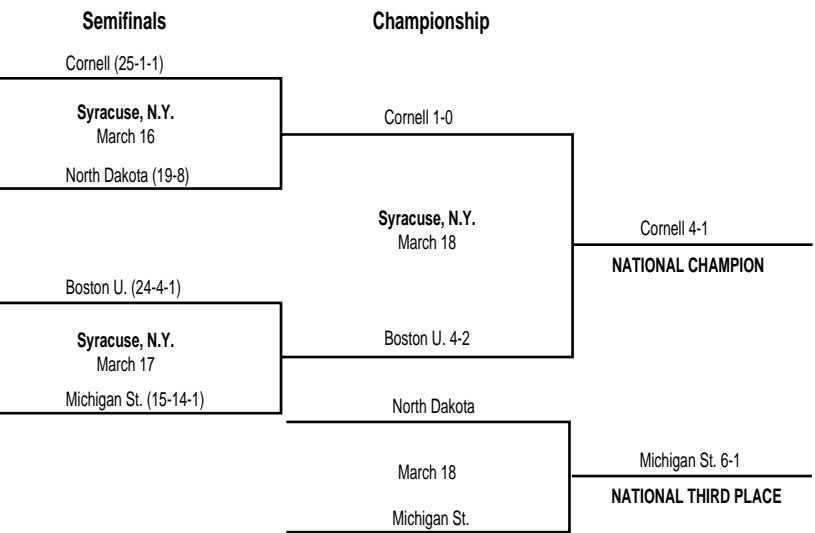 Semifinals
Championship
Cornell (25-1-1)
Syracuse, N.Y.
March 16
North Dakota (19-8)
Cornell 1-0
Syracuse, N.Y.
March 18
Cornell 4-1
NATIONAL CHAMPION
Boston U. (24-4-1)
Syracuse, N.Y.
March 17
Michigan St. (15-14-1)
Boston U. 4-2
North Dakota
March 18
Michigan St.
Michigan St. 6-1
NATIONAL THIRD PLACE